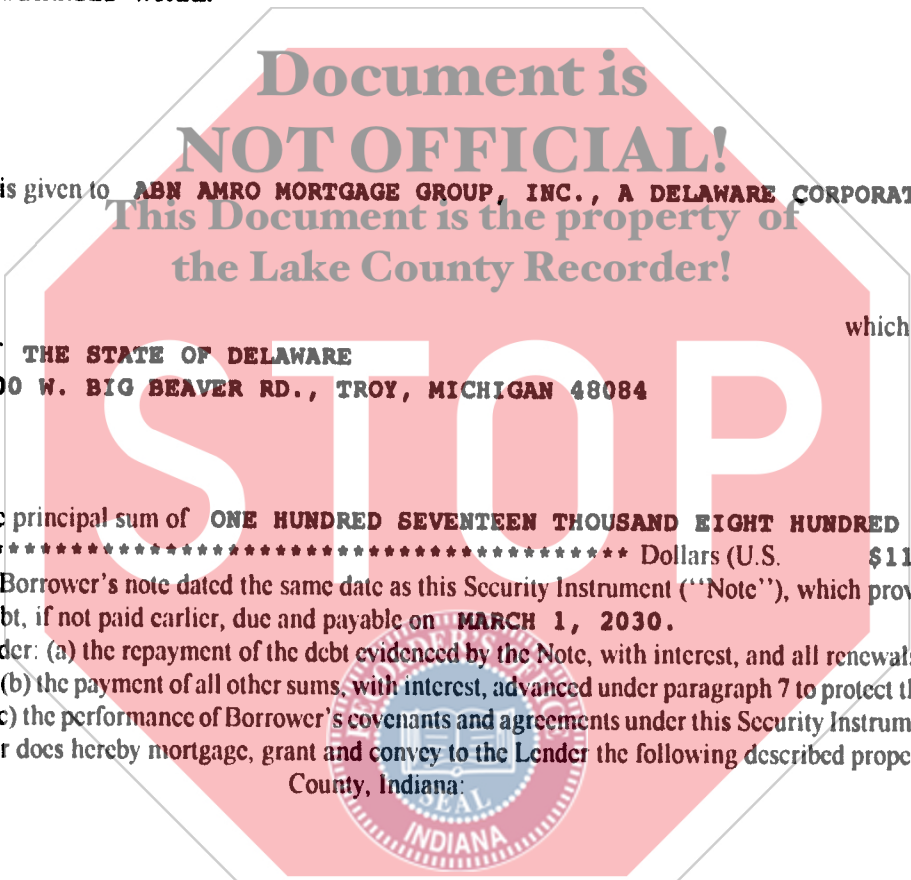 Document is
NOT OFFICIAL!
is given to ABN AMRO MORTGAGE GROUP, INC., A DELAWARE CORPORAT
This Document is the property of
the Lake County Recorder!
which
THE STATE OF DELAWARE
00 W. BIG BEAVER RD., TROY, MICHIGAN 48084
STOP
principal sum of ONE HUNDRED SEVENTEEN THOUSAND EIGHT HUNDRED
************************************** Dollars (U.S. $11
Borrower's note dated the same date as this Security Instrument ("Note"), which prov
bt, if not paid earlier, due and payable on MARCH 1, 2030.
der: (a) the repayment of the debt evidenced by the Note, with interest, and all renewals
(b) the payment of all other sums, with interest, advanced under paragraph 7 to protect th
c) the performance of Borrower's covenants and agreements under this Security Instrum
r does hereby mortgage, grant and convey to the Lender the following described prope
County, Indiana:
RECORDER'S OFFICE
SEAL
INDIANA